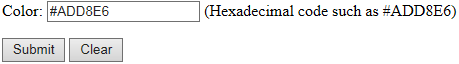 Color: #ADD8E6 (Hexadecimal code such as #ADD8E6)
Submit Clear